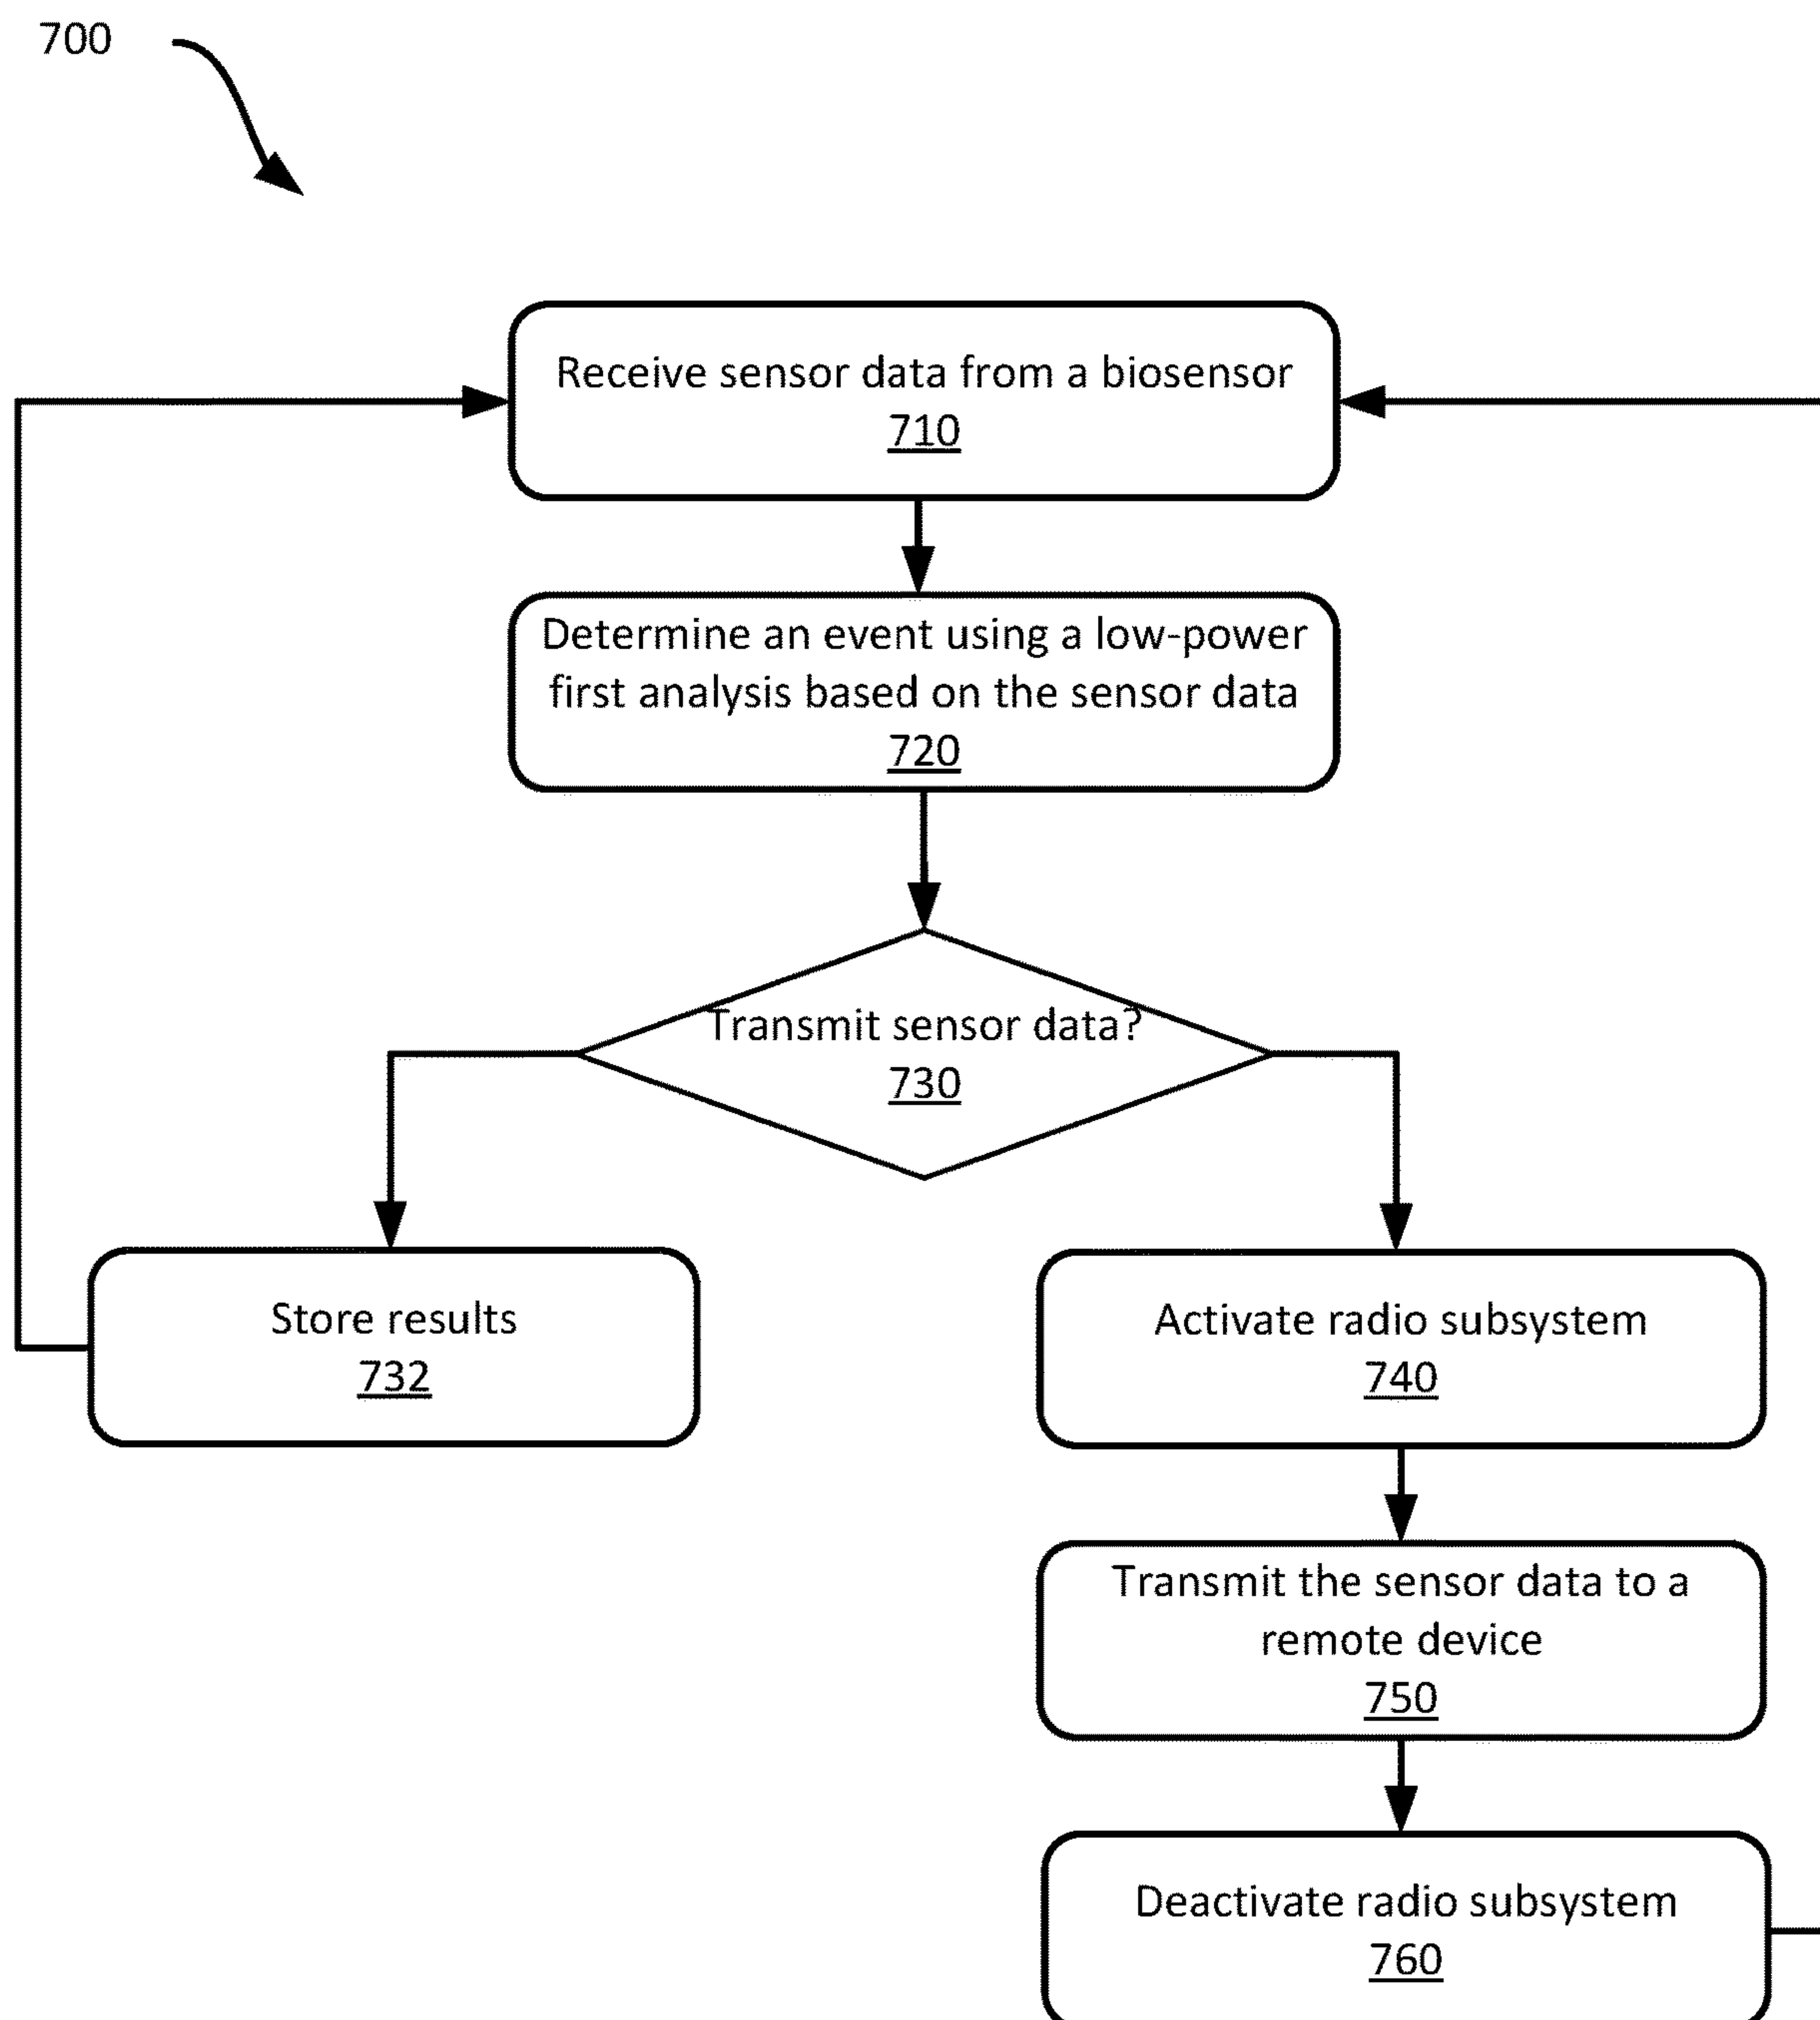 700
Receive sensor data from a biosensor
710
Determine an event using a low-power
first analysis based on the sensor data
720
Transmit sensor data?
730
Store results
732
Activate radio subsystem
740
Transmit the sensor data to a
remote device
750
Deactivate radio subsystem
760